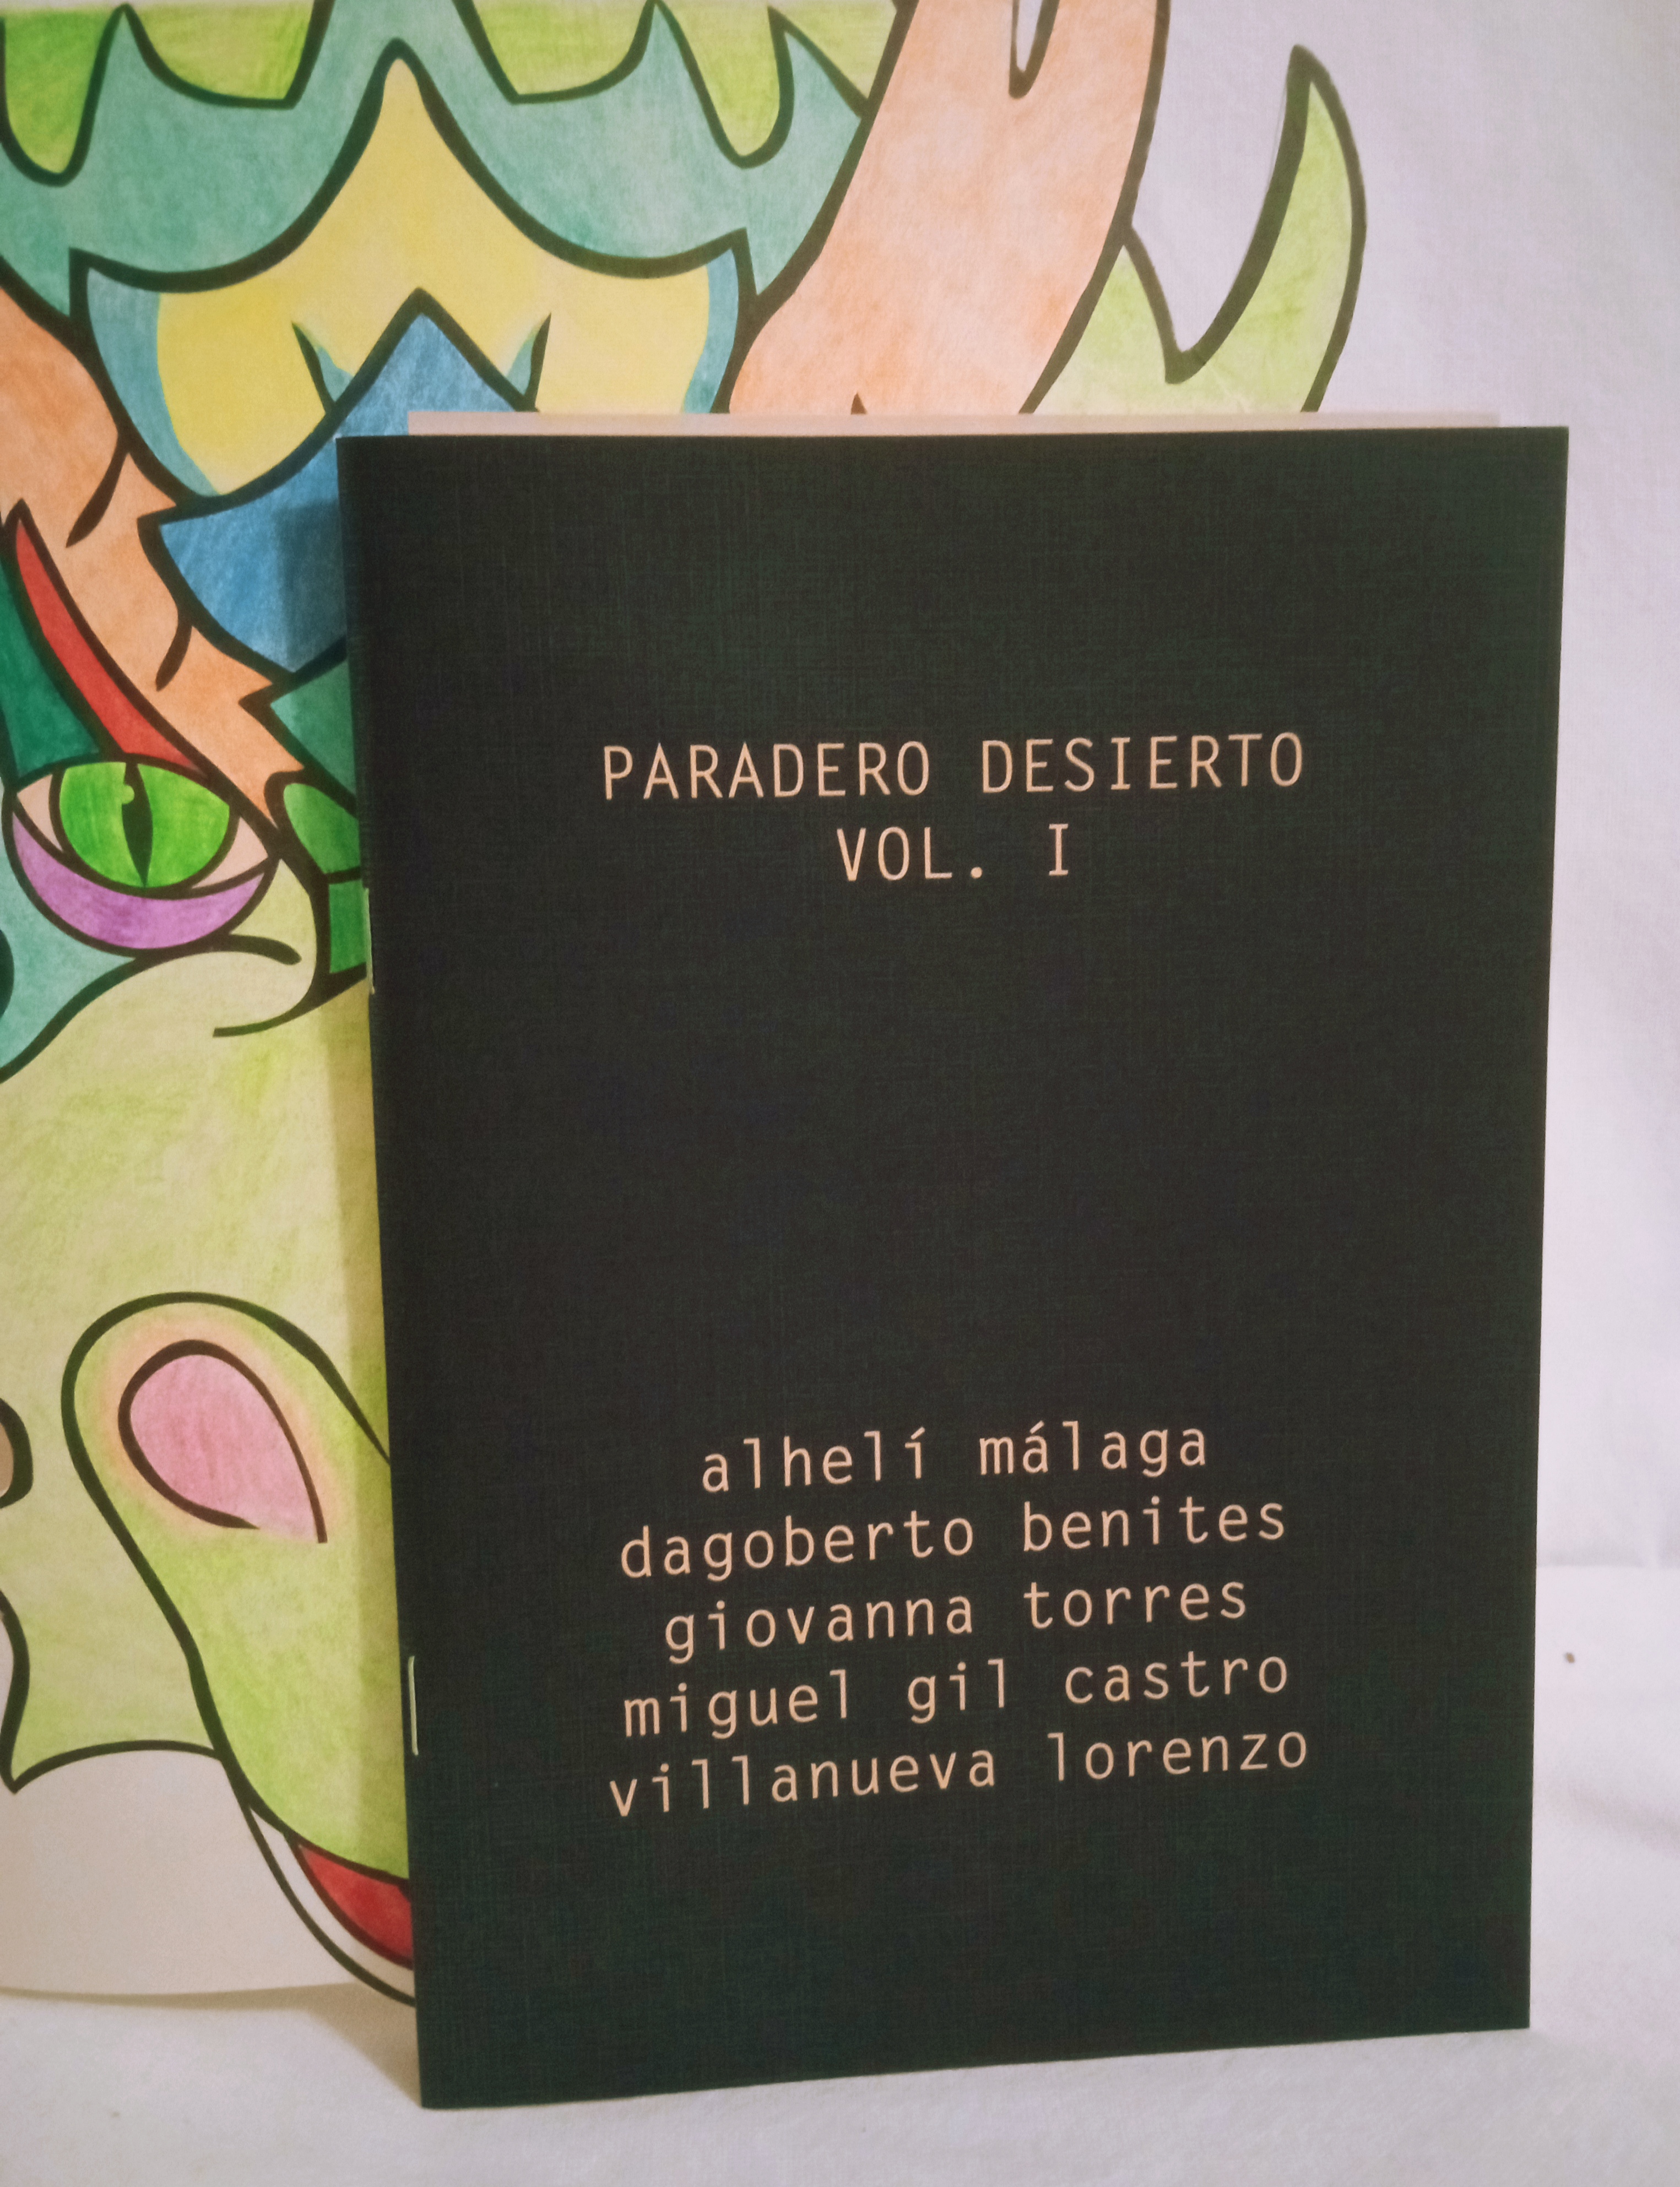 PARADERO DESIERTO
VOL. I
alhelí málaga
dagoberto benites
giovanna torres
miguel gil castro
villanueva lorenzo